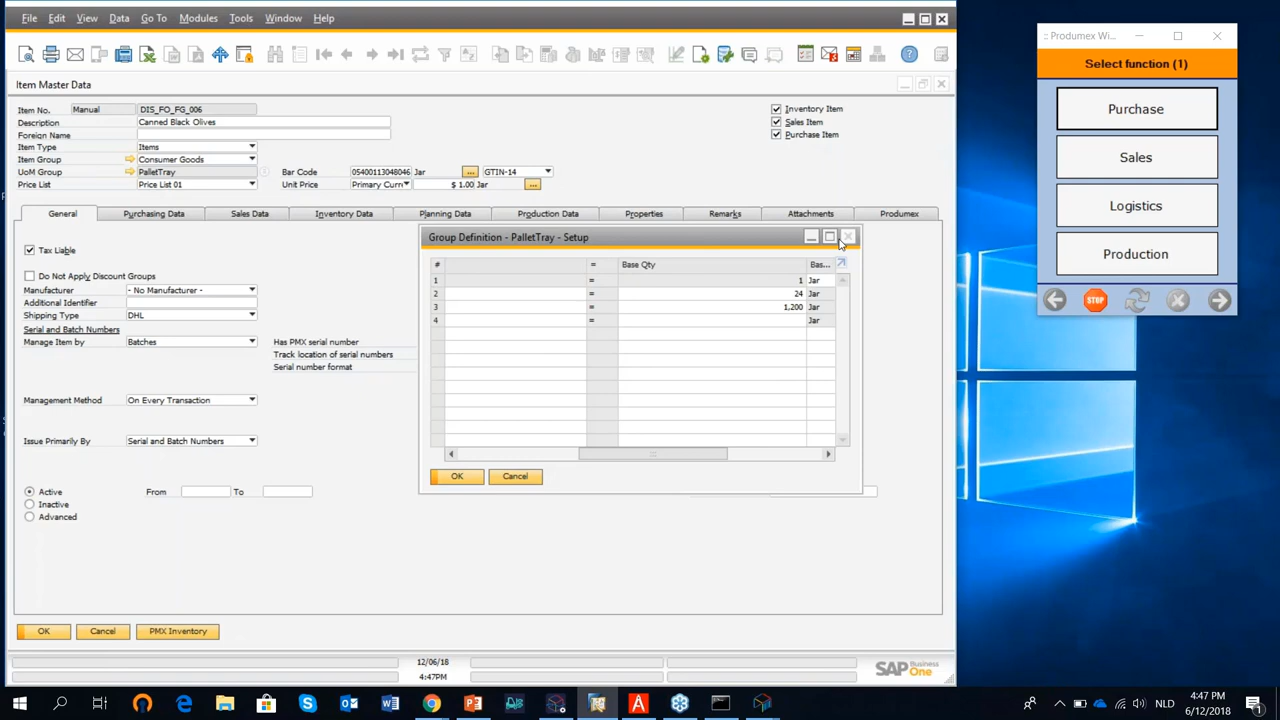 File Edit View Data Go To Modules Tools Window Help
Item Master Data
Item No. Manual DIS_FO_FG_006
Description Canned Black Olives
Foreign Name
Item Type Items
Item Group Consumer Goods
UoM Group PalletTray
Price List Price List 01
Bar Code 05400113048046 Jar ... GTIN-14
Unit Price Primary Curr $ 1.00 Jar ...
Inventory Item
Sales Item
Purchase Item
General Purchasing Data Sales Data Inventory Data Planning Data Production Data Properties Remarks Attachments Produmex
Tax Liable
Do Not Apply Discount Groups
Manufacturer - No Manufacturer -
Additional Identifier
Shipping Type DHL
Serial and Batch Numbers
Manage Item by Batches
Has PMX serial number
Track location of serial numbers
Serial number format
Management Method On Every Transaction
Issue Primarily By Serial and Batch Numbers
Active From To
Inactive
Advanced
Group Definition - PalletTray - Setup
# = Base Qty Bas...
1 = 1 Jar
2 = 24 Jar
3 = 1,200 Jar
4 = Jar
OK Cancel
OK Cancel PMX Inventory
12/06/18
4:47PM
SAP Business One
:: Produmex Wi...
Select function (1)
Purchase
Sales
Logistics
Production
STOP
NLD
4:47 PM
6/12/2018
1